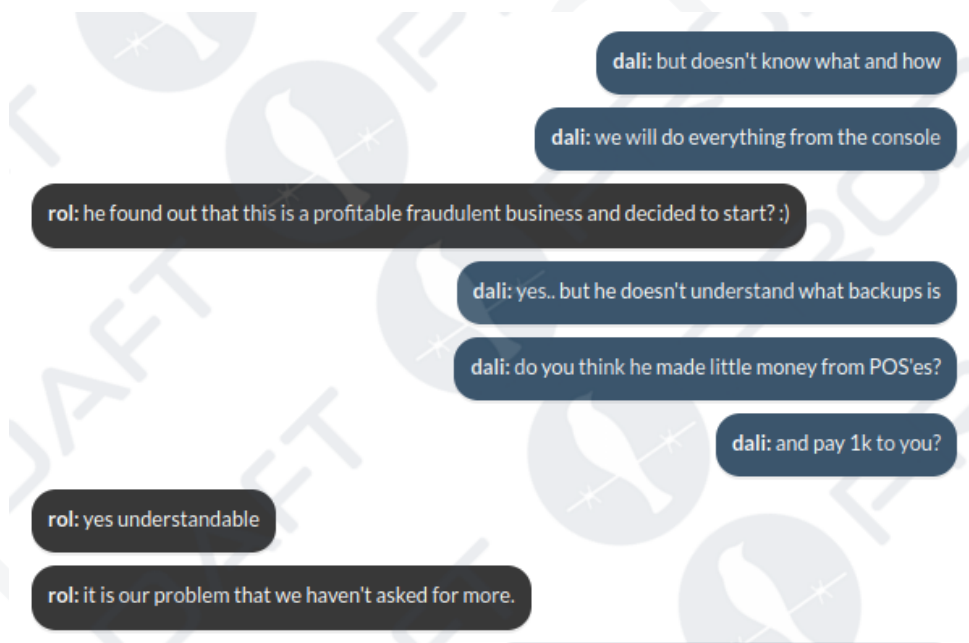 dali: but doesn't know what and how
dali: we will do everything from the console
rol: he found out that this is a profitable fraudulent business and decided to start? :)
dali: yes.. but he doesn't understand what backups is
dali: do you think he made little money from POS'es?
dali: and pay 1k to you?
rol: yes understandable
rol: it is our problem that we haven't asked for more.